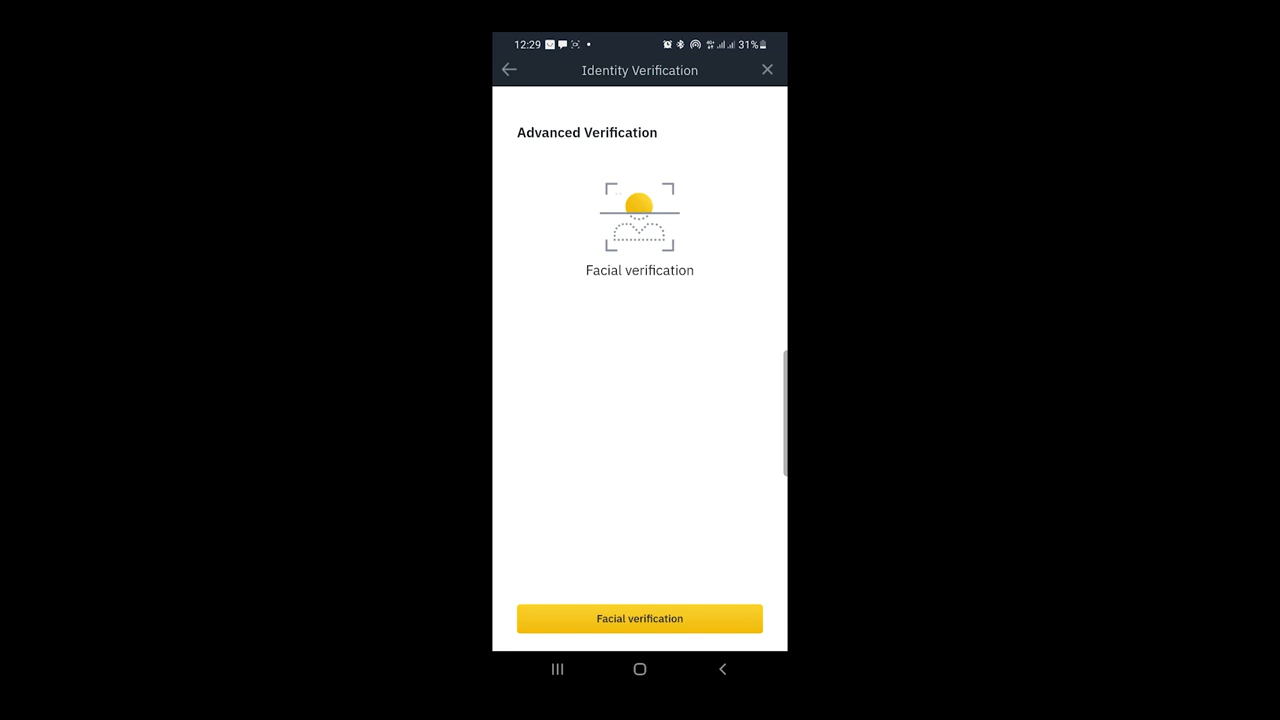 12:29 31%
Identity Verification
Advanced Verification
Facial verification
Facial verification